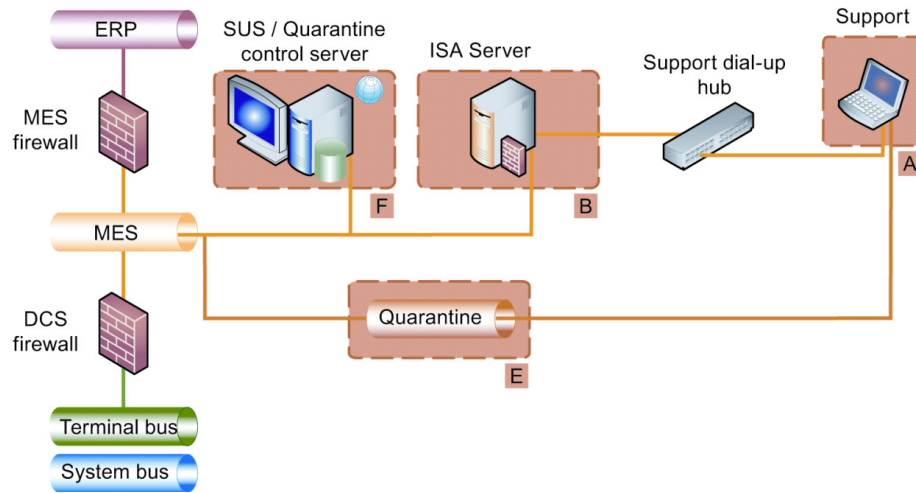 ERP
SUS / Quarantine
control server
ISA Server
Support dial-up
hub
Support
MES
firewall
A
F
B
MES
DCS
firewall
Quarantine
E
Terminal bus
System bus